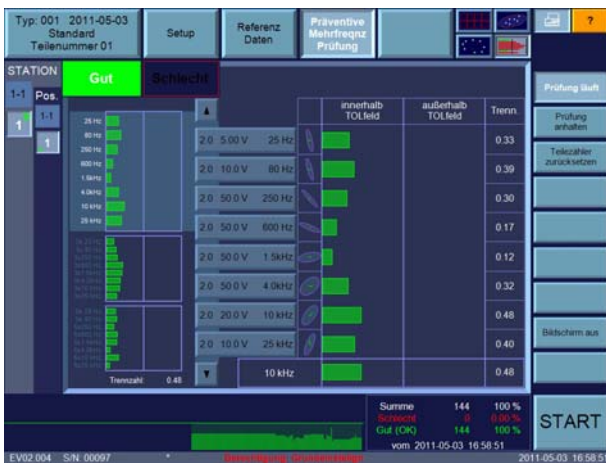 Typ: 001 2011-05-03
Standard
Teilenummer 01
Setup
Referenz
Daten
Präventive
Mehrfreqnz
Prüfung
?
STATION
1-1 Pos.
1
1-1
1
Gut
Schlecht
25 Hz
80 Hz
250 Hz
600 Hz
1.5kHz
4.0kHz
10 kHz
25 kHz
Trennzahl: 0.48
innerhalb
TOLfeld
außerhalb
TOLfeld
Trenn.
2.0 5.00 V 25 Hz 0.33
2.0 10.0 V 80 Hz 0.39
2.0 50.0 V 250 Hz 0.30
2.0 50.0 V 600 Hz 0.17
2.0 50.0 V 1.5kHz 0.12
2.0 50.0 V 4.0kHz 0.32
2.0 20.0 V 10 kHz 0.48
2.0 10.0 V 25 kHz 0.40
10 kHz 0.48
Prüfung läuft
Prüfung
anhalten
Teilezähler
zurücksetzen
Bildschirm aus
START
Summe 144 100 %
Schlecht 0 0.00 %
Gut (OK) 144 100 %
vom 2011-05-03 16:58:51
EV02.004 S/N: 00097 * 2011-05-03 16:58:51